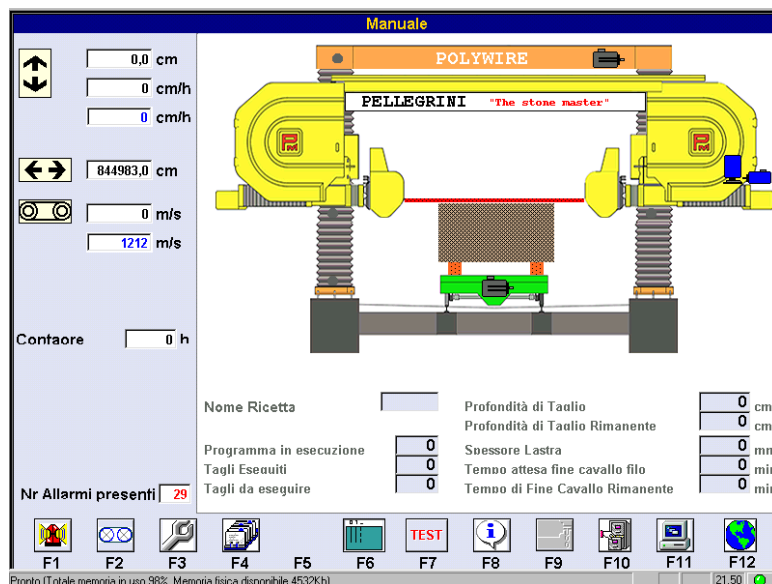 Manuale
0,0 cm
0 cm/h
0 cm/h
844983,0 cm
0 m/s
1212 m/s
Contaore 0 h
Nr Allarmi presenti 29
POLYWIRE
PELLEGRINI "The stone master"
Nome Ricetta
Programma in esecuzione 0
Tagli Eseguiti 0
Tagli da eseguire 0
Profondità di Taglio 0 cm
Profondità di Taglio Rimanente 0 cm
Spessore Lastra 0 mm
Tempo attesa fine cavallo filo 0 min
Tempo di Fine Cavallo Rimanente 0 min
TEST
F1 F2 F3 F4 F5 F6 F7 F8 F9 F10 F11 F12
Pronto (Totale memoria in uso 98% Memoria fisica disponibile 4532Kb) 21.50